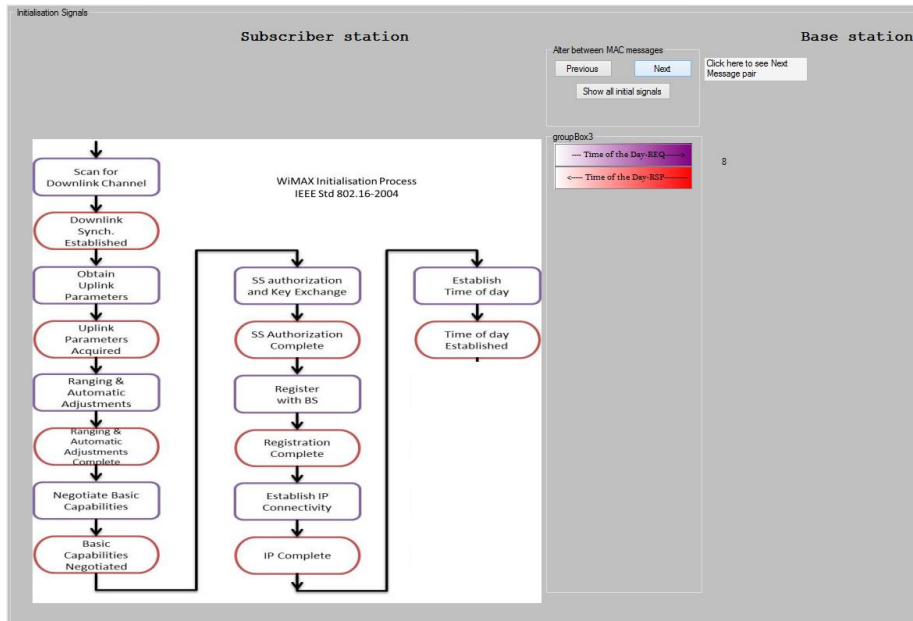 Initialisation Signals
Subscriber station
Base station
Alter between MAC messages
Previous
Next
Click here to see Next
Message pair
Show all initial signals
groupBox3
---- Time of the Day-REQ------->
<----- Time of the Day-RSP-------
8
WiMAX Initialisation Process
IEEE Std 802.16-2004
Scan for
Downlink Channel
Downlink
Synch.
Established
Obtain
Uplink
Parameters
Uplink
Parameters
Acquired
Ranging &
Automatic
Adjustments
Ranging &
Automatic
Adjustments
Complete
Negotiate Basic
Capabilities
Basic
Capabilities
Negotiated
SS authorization
and Key Exchange
SS Authorization
Complete
Register
with BS
Registration
Complete
Establish IP
Connectivity
IP Complete
Establish
Time of day
Time of day
Established